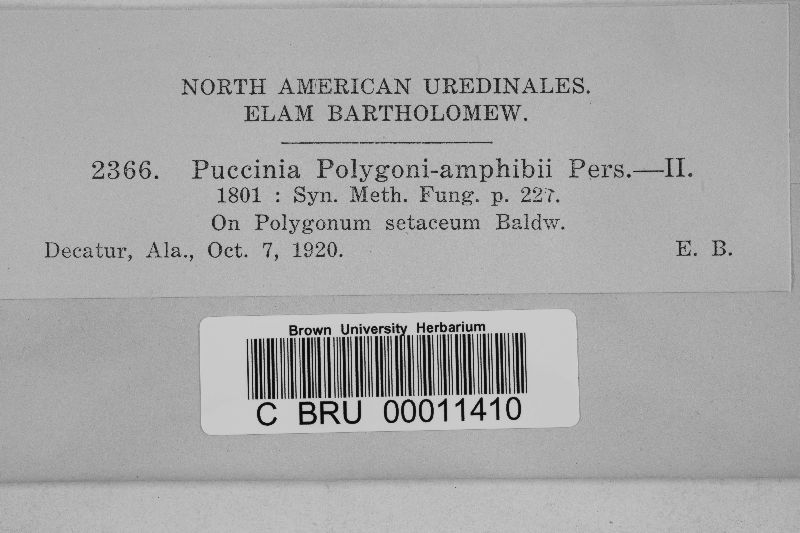 NORTH AMERICAN UREDINALES.
ELAM BARTHOLOMEW.
2366. Puccinia Polygoni-amphibii Pers.—II.
1801 : Syn. Meth. Fung. p. 227.
On Polygonum setaceum Baldw.
Decatur, Ala., Oct. 7, 1920. E. B.
Brown University Herbarium
C BRU 00011410